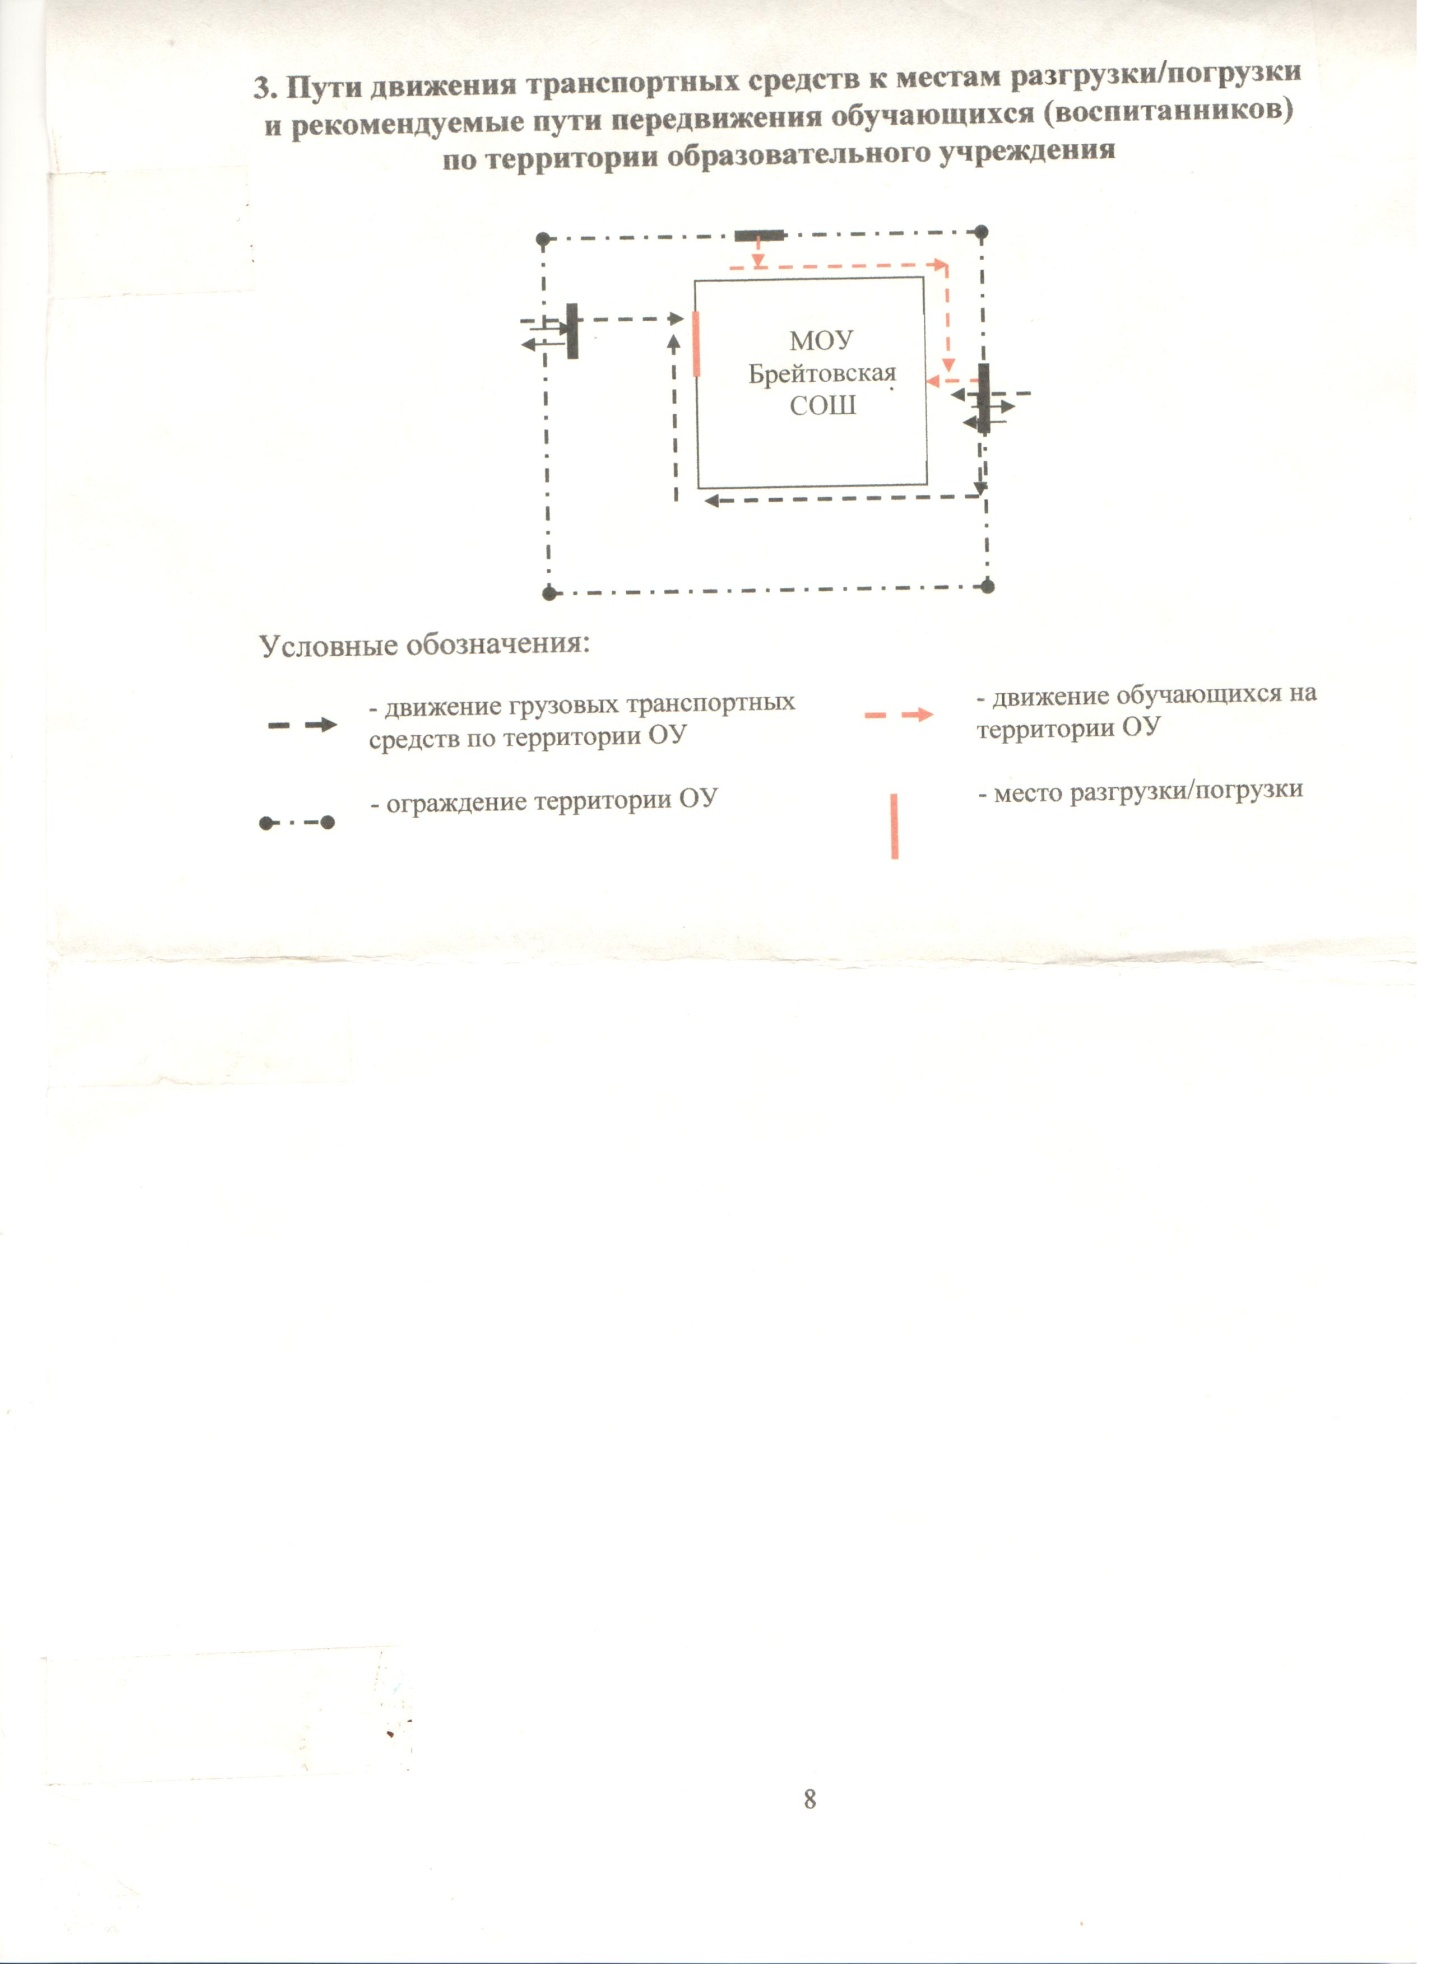 3. Пути движения транспортных средств к местам разгрузки/погрузки
и рекомендуемые пути передвижения обучающихся (воспитанников)
по территории образовательного учреждения
МОУ
Брейтовская
СОШ
Условные обозначения:
- движение грузовых транспортных
средств по территории ОУ
- движение обучающихся на
территории ОУ
- ограждение территории ОУ
- место разгрузки/погрузки
8